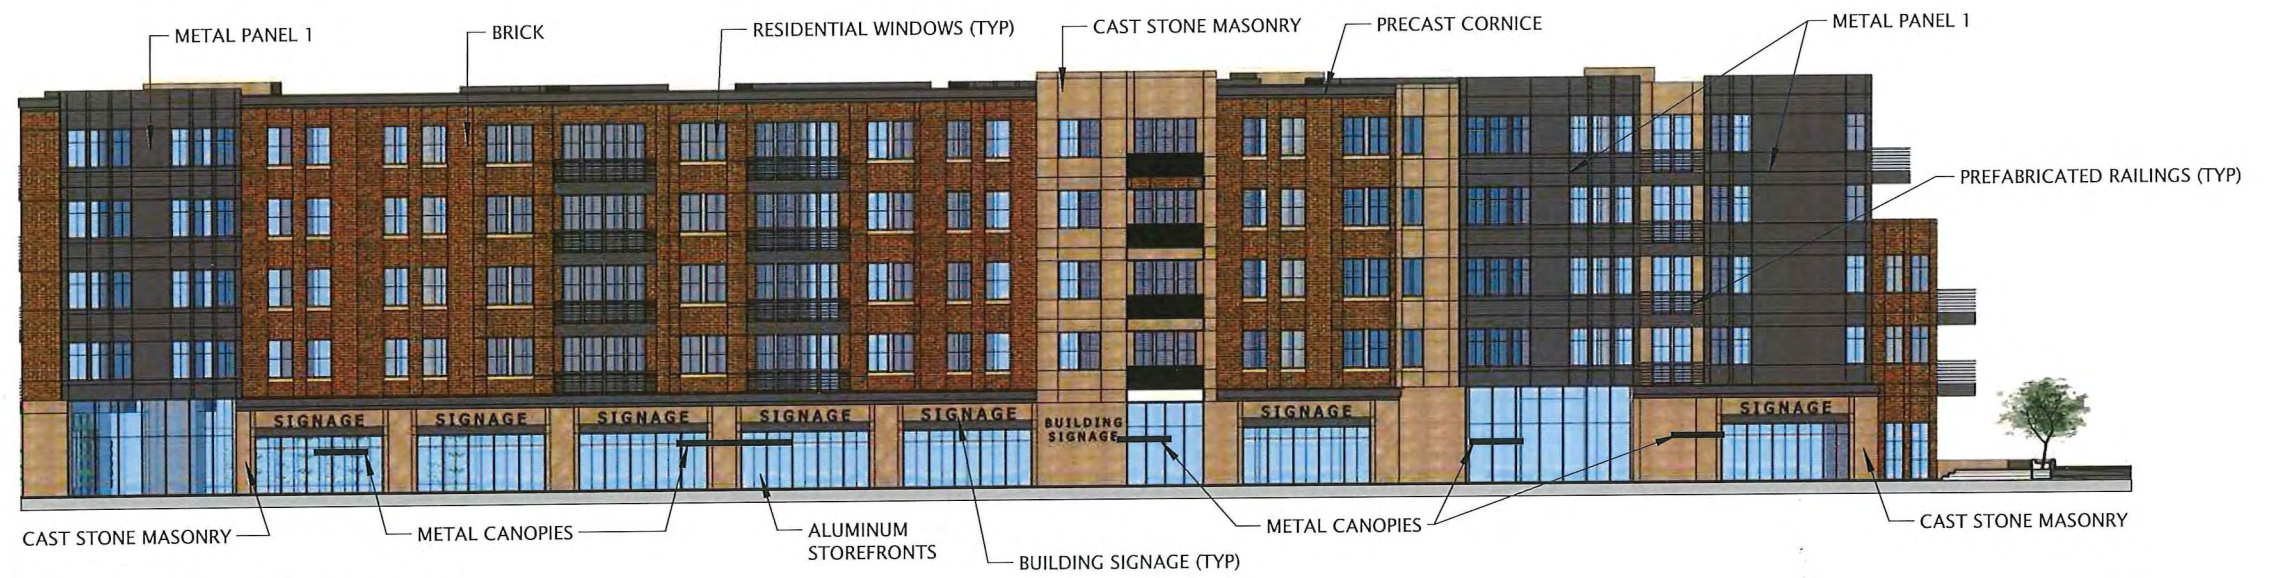 METAL PANEL 1
BRICK
RESIDENTIAL WINDOWS (TYP)
CAST STONE MASONRY
PRECAST CORNICE
METAL PANEL 1
PREFABRICATED RAILINGS (TYP)
SIGNAGE
SIGNAGE
SIGNAGE
SIGNAGE
SIGNAGE
BUILDING
SIGNAGE
SIGNAGE
SIGNAGE
CAST STONE MASONRY
METAL CANOPIES
ALUMINUM
STOREFRONTS
BUILDING SIGNAGE (TYP)
METAL CANOPIES
CAST STONE MASONRY